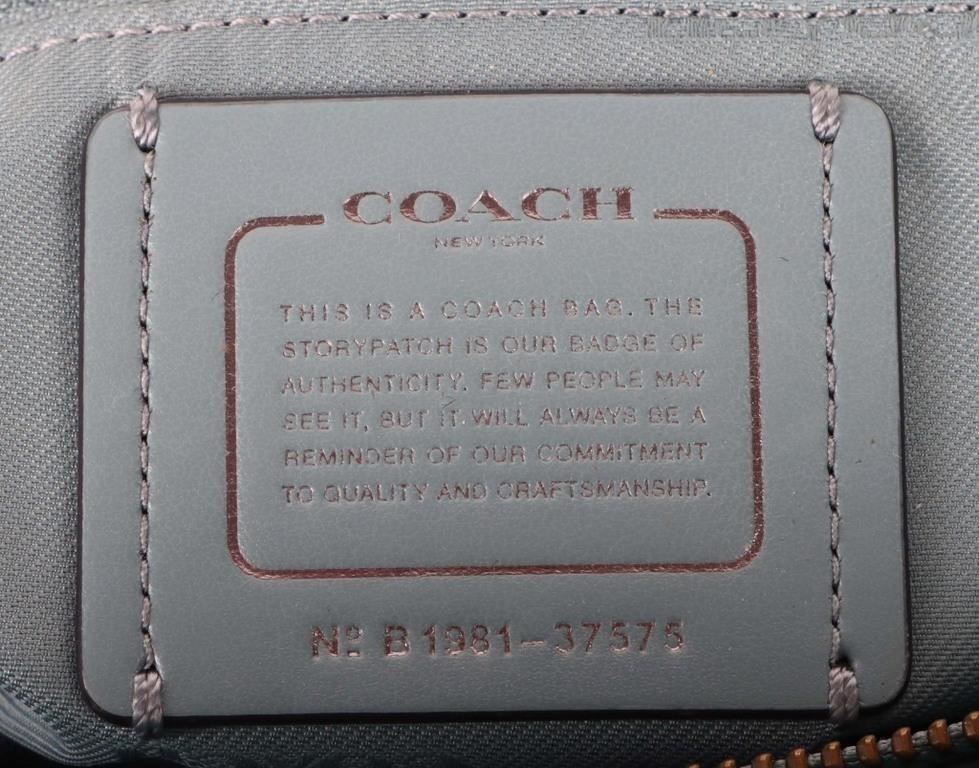 COACH
NEW YORK
THIS IS A COACH BAG. THE
STORYPATCH IS OUR BADGE OF
AUTHENTICITY. FEW PEOPLE MAY
SEE IT, BUT IT WILL ALWAYS BE A
REMINDER OF OUR COMMITMENT
TO QUALITY AND CRAFTSMANSHIP.
Nº B1981-37575